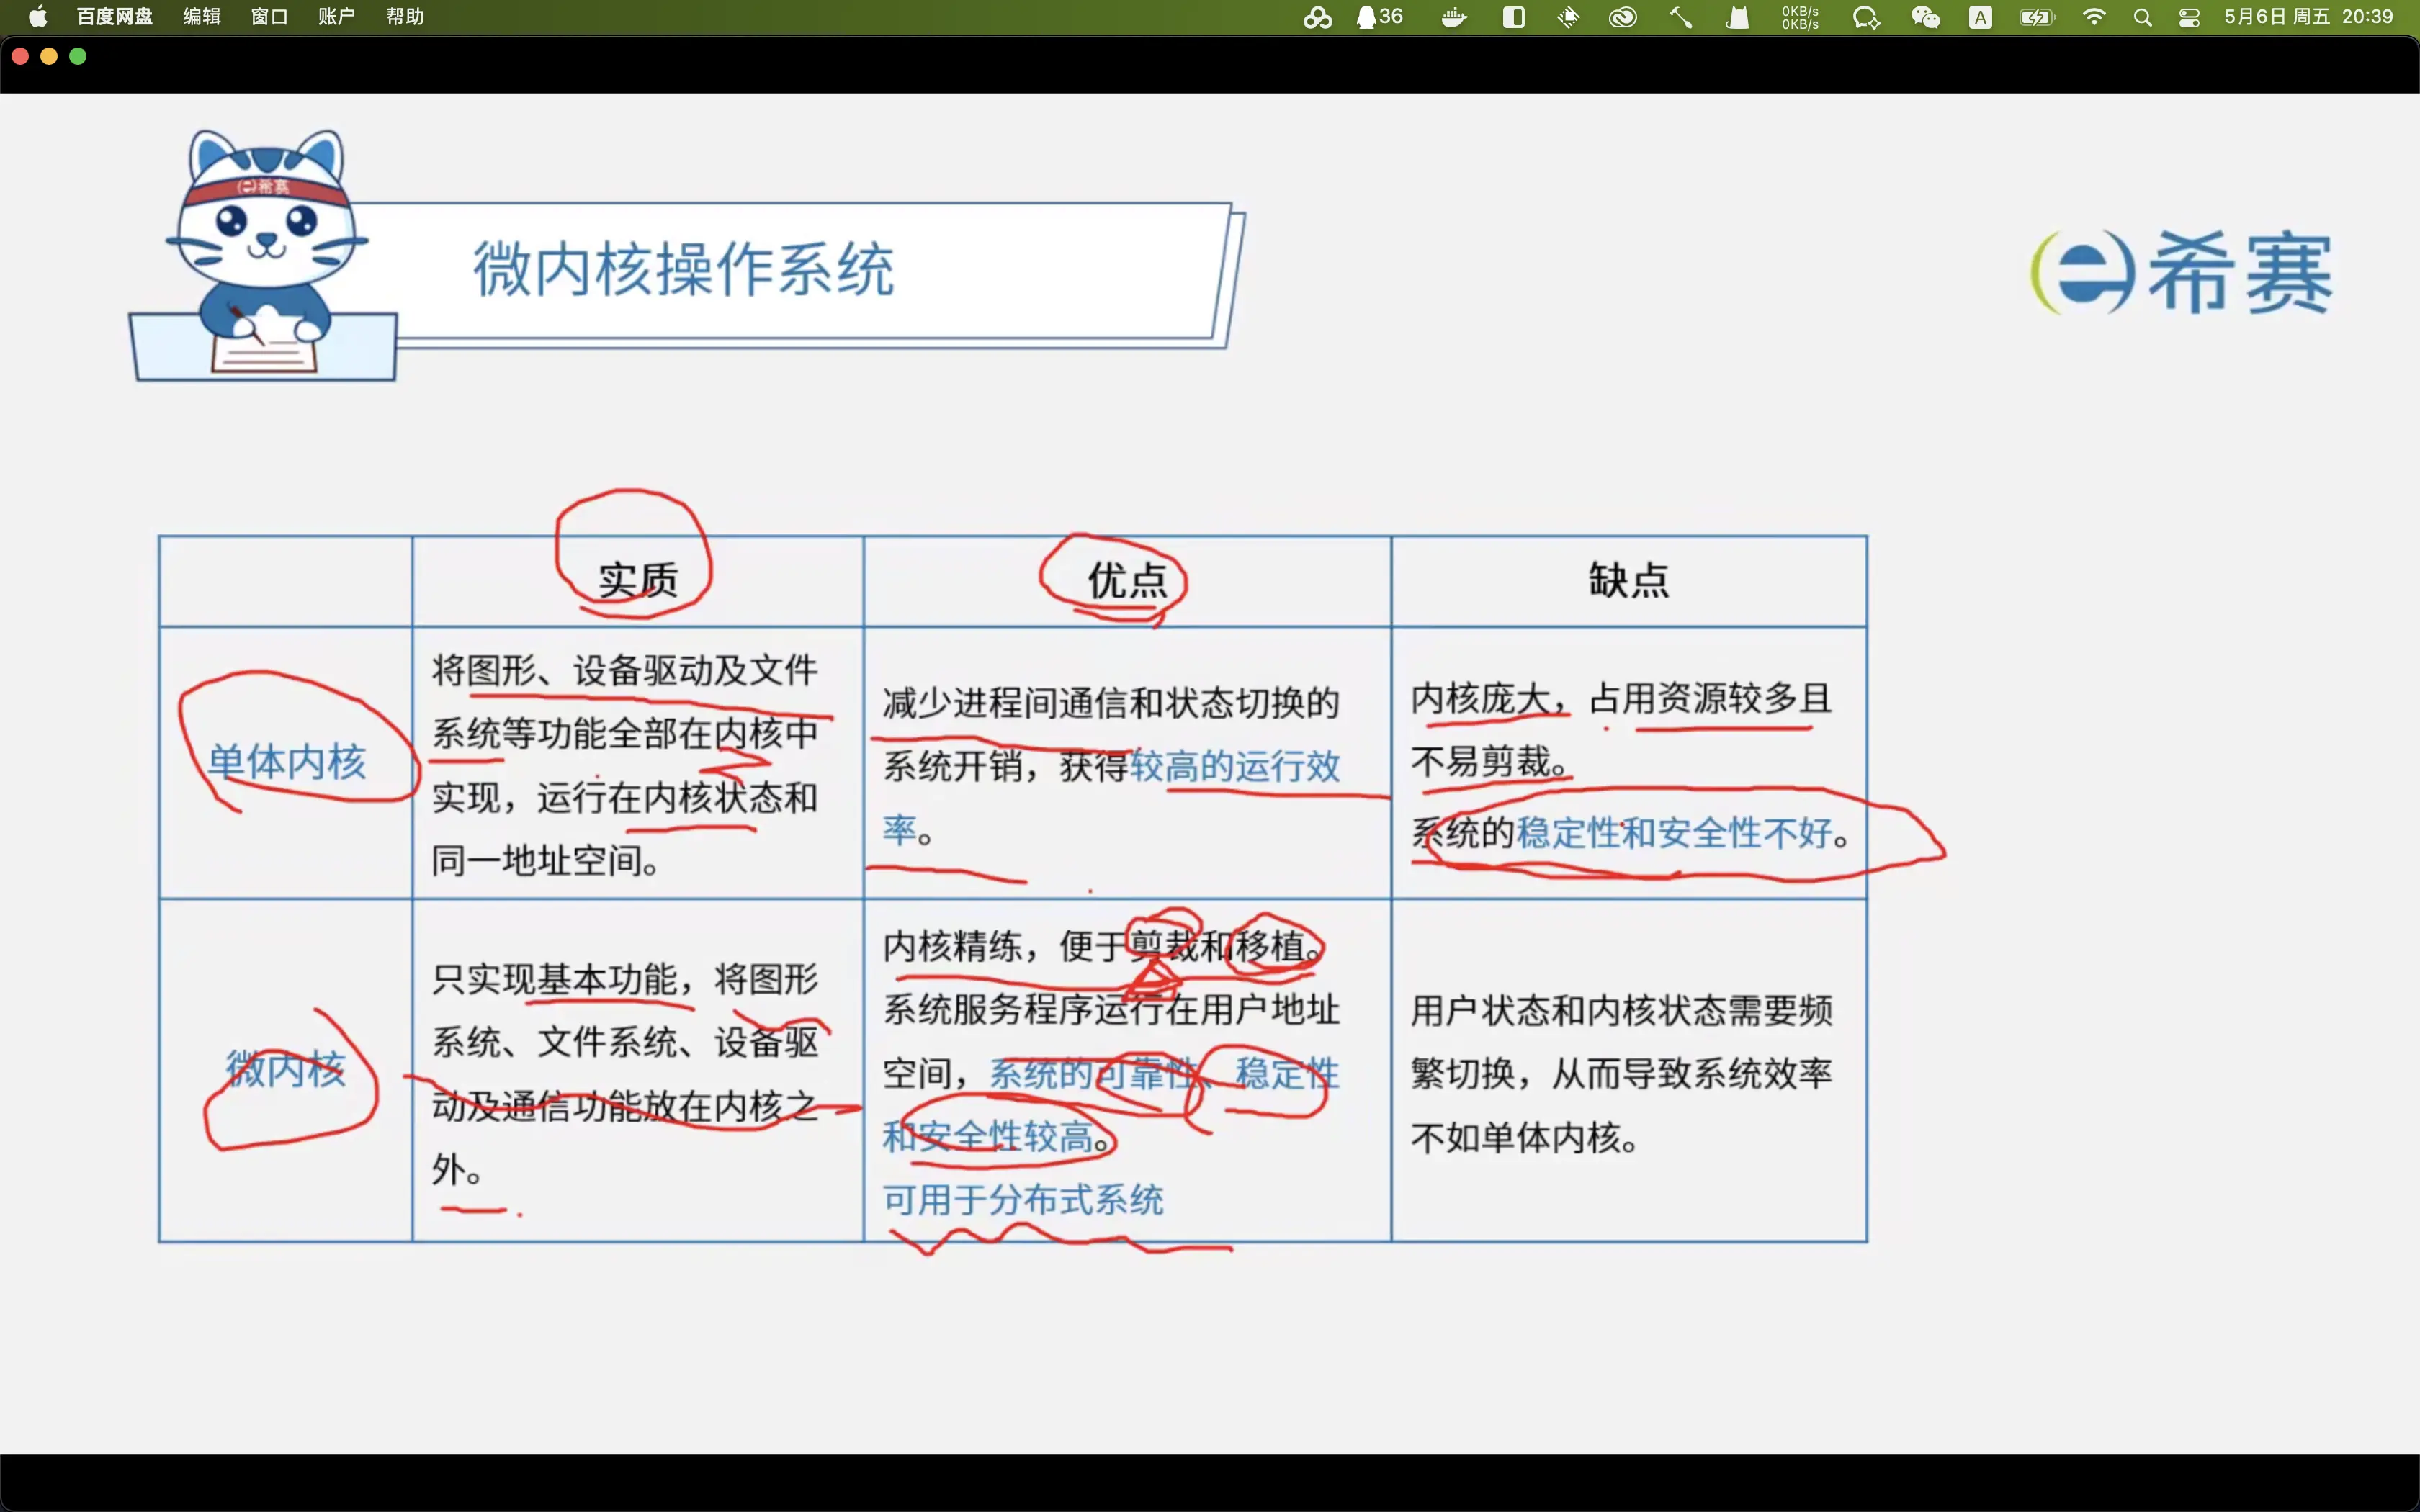 百度网盘 编辑 窗口 账户 帮助 36 0KB/s 0KB/s A 5月6日 周五 20:39
希赛
微内核操作系统
希赛
实质 优点 缺点
单体内核
将图形、设备驱动及文件
系统等功能全部在内核中
实现，运行在内核状态和
同一地址空间。
减少进程间通信和状态切换的
系统开销，获得较高的运行效
率。
内核庞大，占用资源较多且
不易剪裁。
系统的稳定性和安全性不好。
微内核
只实现基本功能，将图形
系统、文件系统、设备驱
动及通信功能放在内核之
外。
内核精练，便于剪裁和移植。
系统服务程序运行在用户地址
空间，系统的可靠性、稳定性
和安全性较高。
可用于分布式系统
用户状态和内核状态需要频
繁切换，从而导致系统效率
不如单体内核。